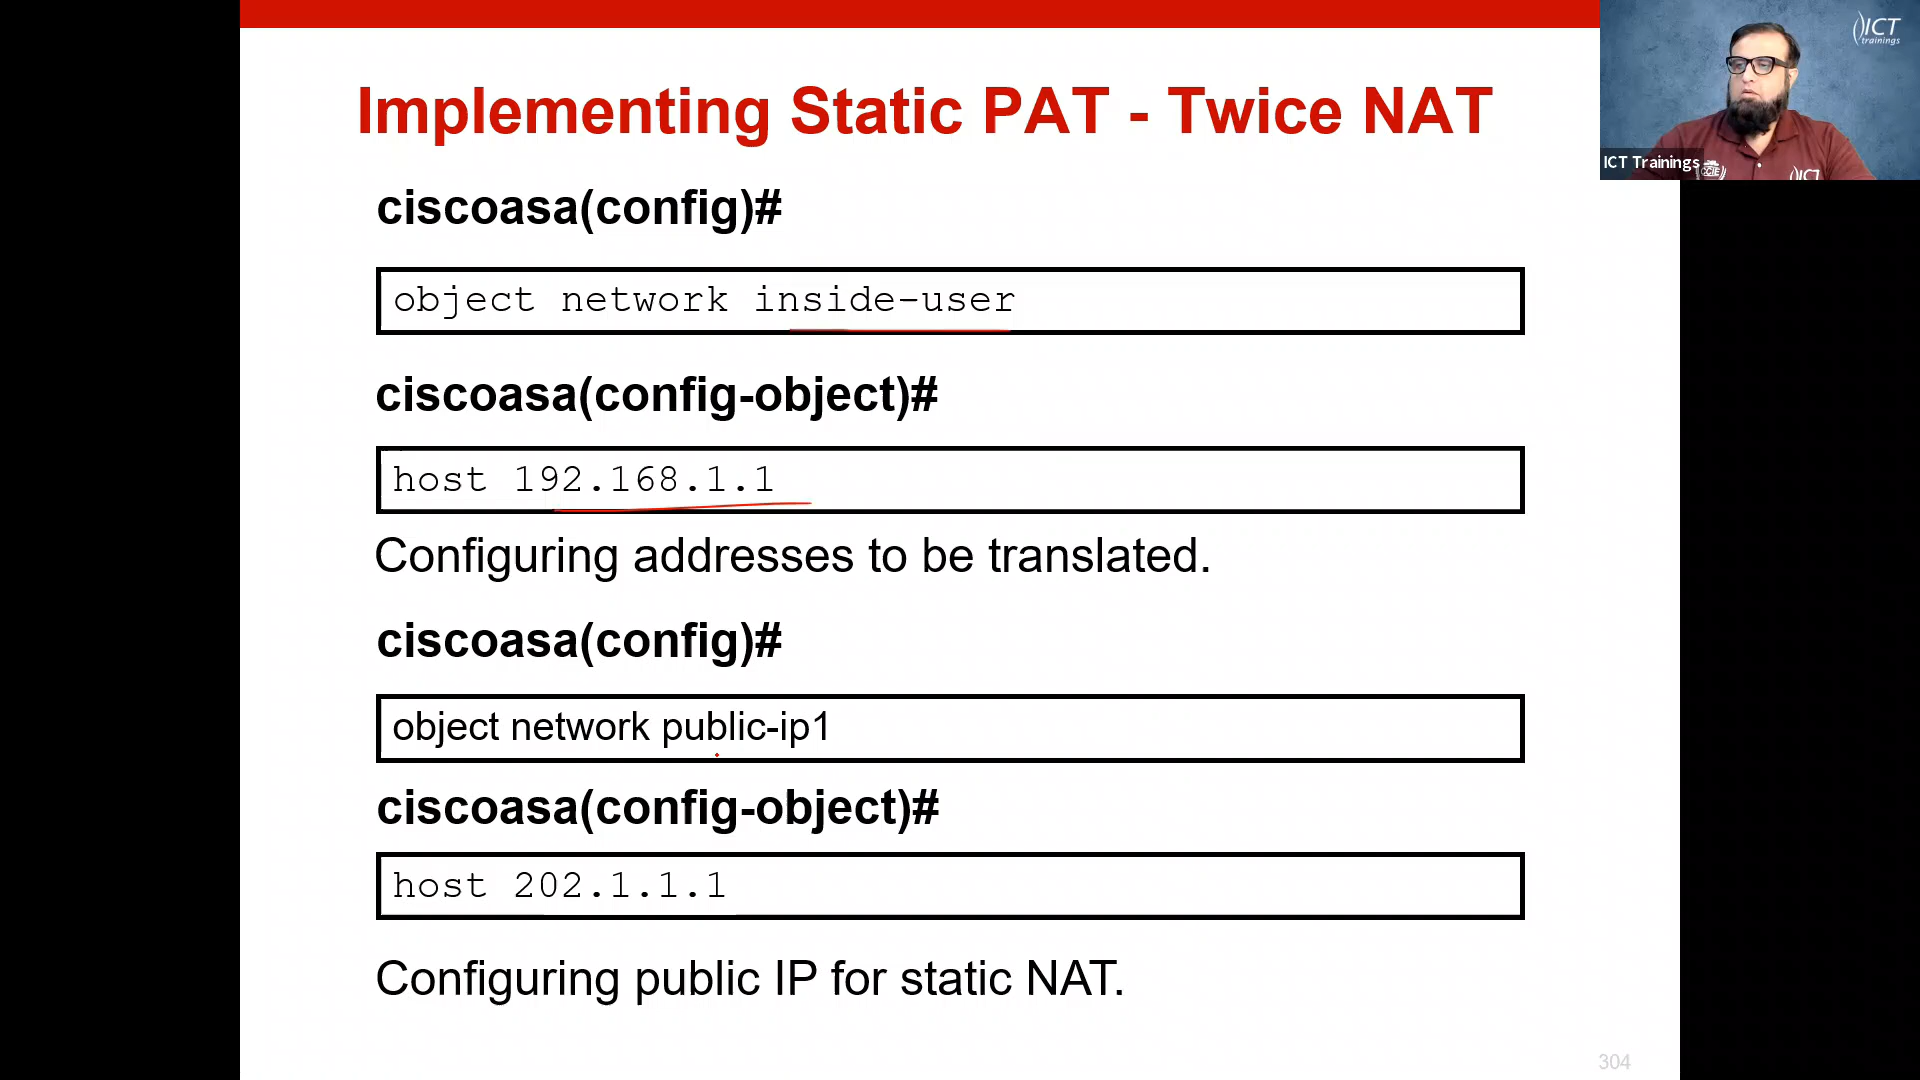 Implementing Static PAT - Twice NAT
ciscoasa(config)#
object network inside-user
ciscoasa(config-object)#
host 192.168.1.1
Configuring addresses to be translated.
ciscoasa(config)#
object network public-ip1
ciscoasa(config-object)#
host 202.1.1.1
Configuring public IP for static NAT.
304
ICT
trainings
ICT Trainings
CCIE
ICT